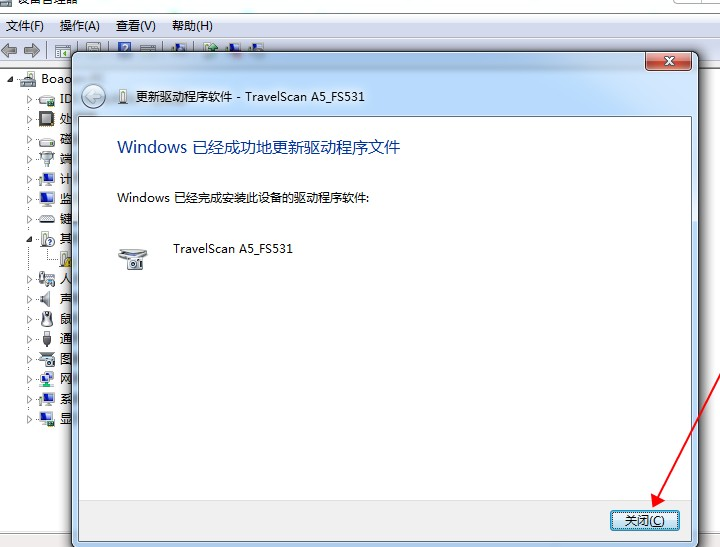 设备管理器
文件(F) 操作(A) 查看(V) 帮助(H)
Boao
更新驱动程序软件 - TravelScan A5_FS531
ID
处
磁
端
计
监
键
其
人
声
鼠
通
图
网
系
显
Windows 已经成功地更新驱动程序文件
Windows 已经完成安装此设备的驱动程序软件:
TravelScan A5_FS531
关闭(C)